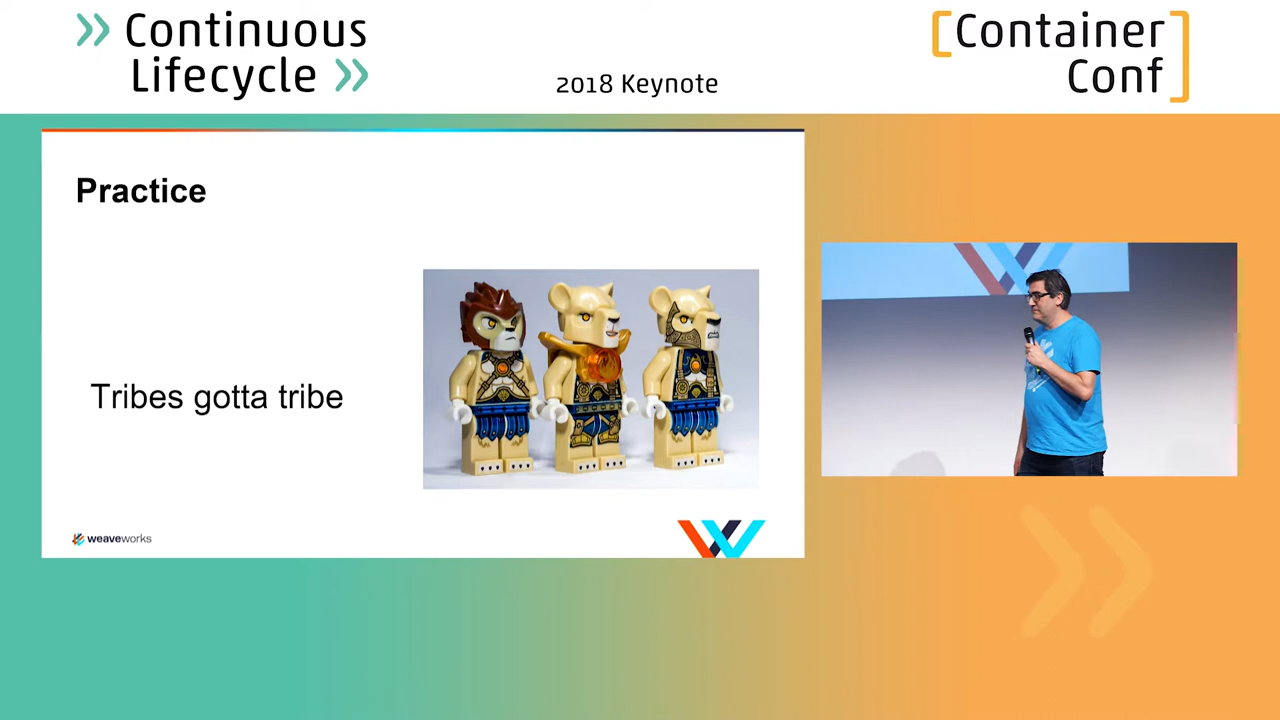 Continuous
Lifecycle
2018 Keynote
[Container
Conf]
Practice
Tribes gotta tribe
weaveworks